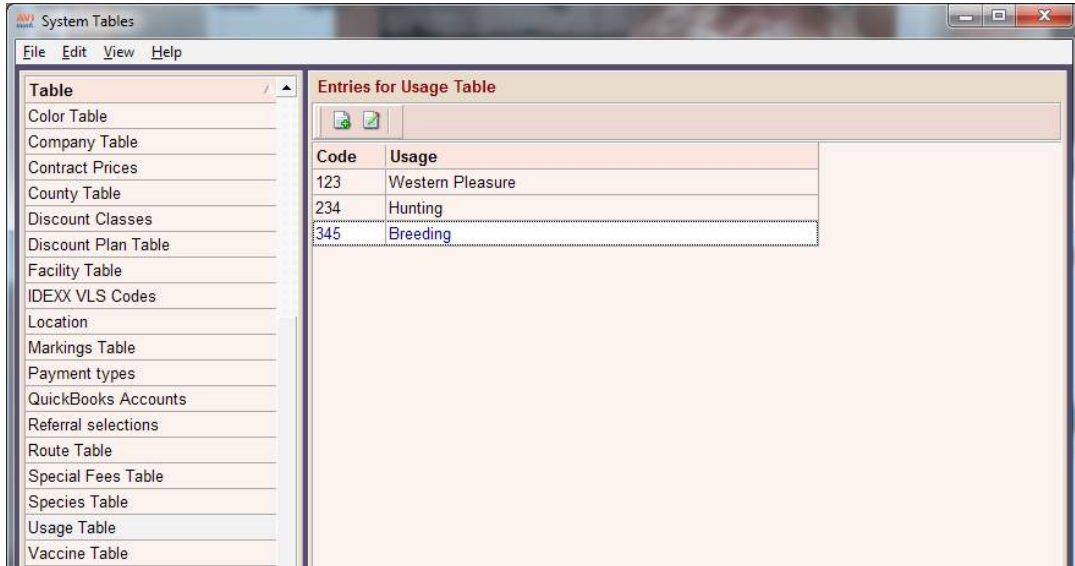 AVI mark System Tables
File Edit View Help
Table
Color Table
Company Table
Contract Prices
County Table
Discount Classes
Discount Plan Table
Facility Table
IDEXX VLS Codes
Location
Markings Table
Payment types
QuickBooks Accounts
Referral selections
Route Table
Special Fees Table
Species Table
Usage Table
Vaccine Table
Entries for Usage Table
Code Usage
123 Western Pleasure
234 Hunting
345 Breeding